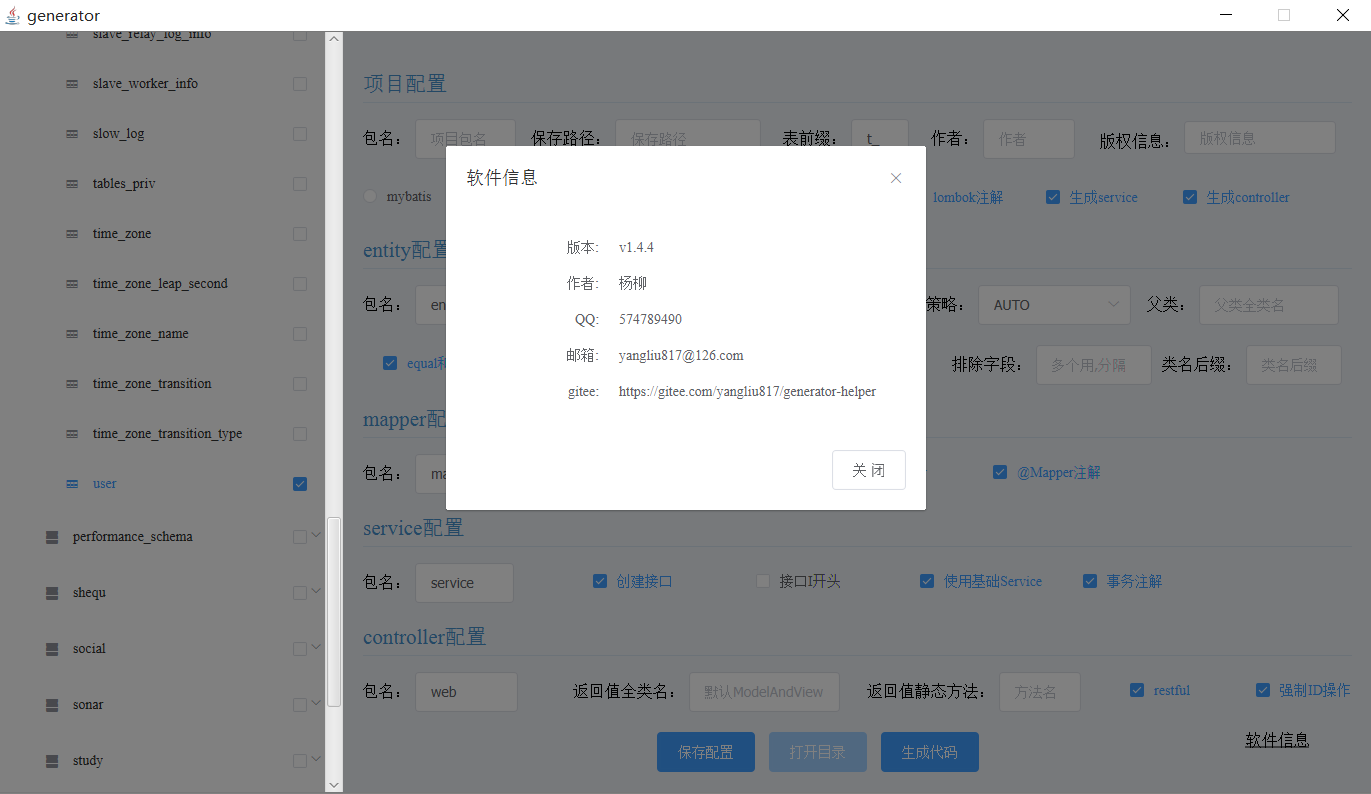 generator
slave_relay_log_info
slave_worker_info
slow_log
tables_priv
time_zone
time_zone_leap_second
time_zone_name
time_zone_transition
time_zone_transition_type
user
performance_schema
shequ
social
sonar
study
项目配置
包名： 项目包名 保存路径： 保存路径 表前缀： t_ 作者： 作者 版权信息： 版权信息
mybatis lombok注解 生成service 生成controller
entity配置
包名： en 策略： AUTO 父类： 父类全类名
equal和 排除字段： 多个用,分隔 类名后缀： 类名后缀
mapper配
包名： ma @Mapper注解
service配置
包名： service 创建接口 接口I开头 使用基础Service 事务注解
controller配置
包名： web 返回值全类名： 默认ModelAndView 返回值静态方法： 方法名 restful 强制ID操作
保存配置 打开目录 生成代码 软件信息
软件信息
版本: v1.4.4
作者: 杨柳
QQ: 574789490
邮箱: yangliu817@126.com
gitee: https://gitee.com/yangliu817/generator-helper
关 闭